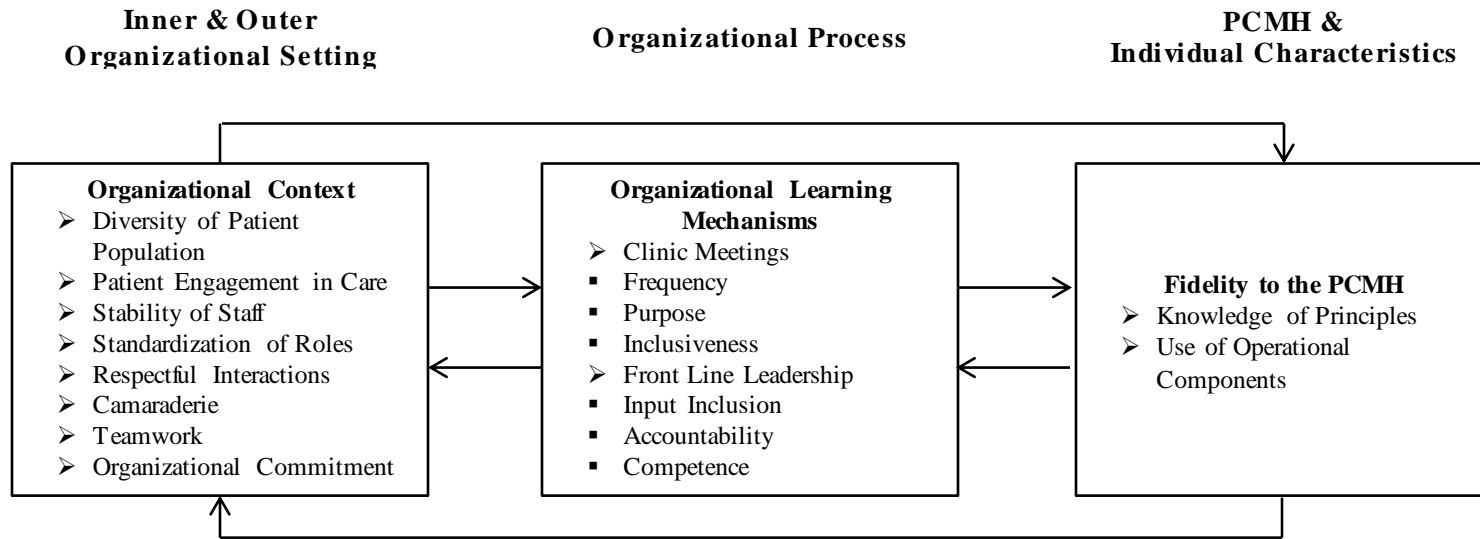 Inner & Outer
Organizational Setting
Organizational Process
PCMH &
Individual Characteristics
Organizational Context
➢ Diversity of Patient
Population
➢ Patient Engagement in Care
➢ Stability of Staff
➢ Standardization of Roles
➢ Respectful Interactions
➢ Camaraderie
➢ Teamwork
➢ Organizational Commitment
Organizational Learning
Mechanisms
➢ Clinic Meetings
▪ Frequency
▪ Purpose
▪ Inclusiveness
➢ Front Line Leadership
▪ Input Inclusion
▪ Accountability
▪ Competence
Fidelity to the PCMH
➢ Knowledge of Principles
➢ Use of Operational
Components